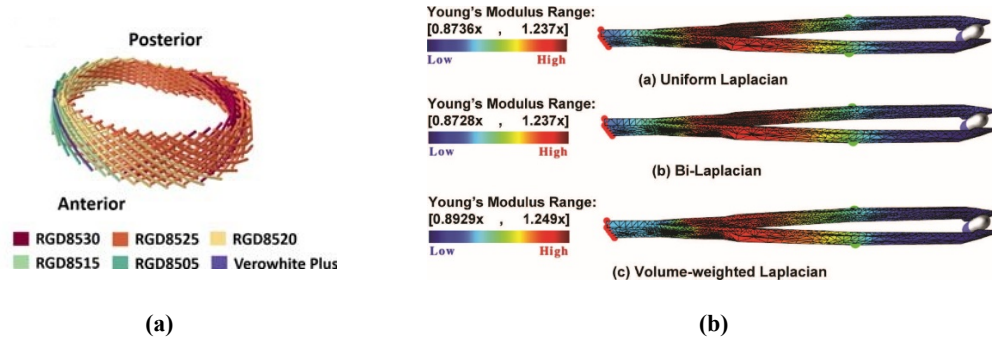 Posterior
Anterior
RGD8530 RGD8525 RGD8520
RGD8515 RGD8505 Verowhite Plus
(a)
Young's Modulus Range:
[0.8736x , 1.237x]
Low High
(a) Uniform Laplacian
Young's Modulus Range:
[0.8728x , 1.237x]
Low High
(b) Bi-Laplacian
Young's Modulus Range:
[0.8929x , 1.249x]
Low High
(c) Volume-weighted Laplacian
(b)